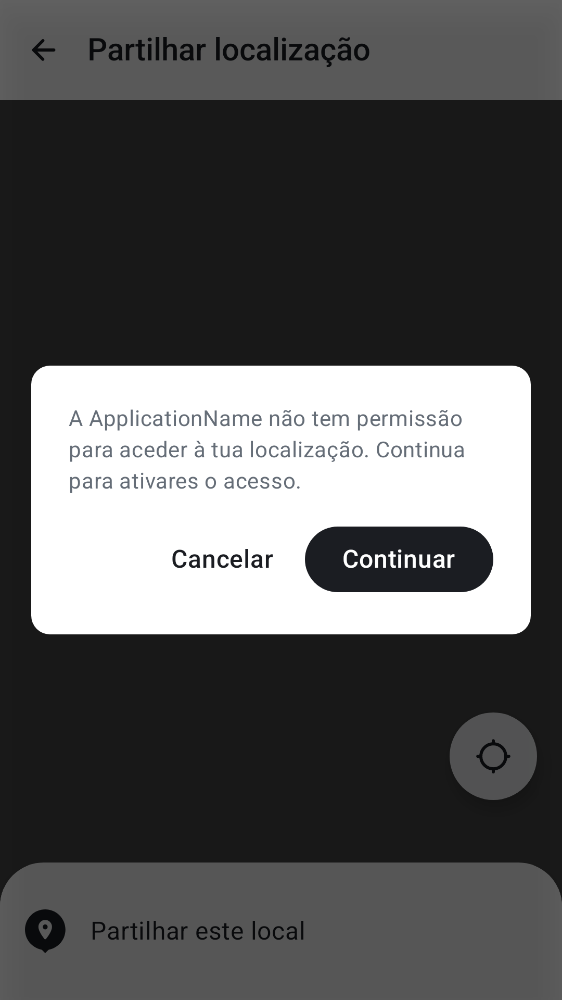 Partilhar localização
A ApplicationName não tem permissão
para aceder à tua localização. Continua
para ativares o acesso.
Cancelar
Continuar
Partilhar este local